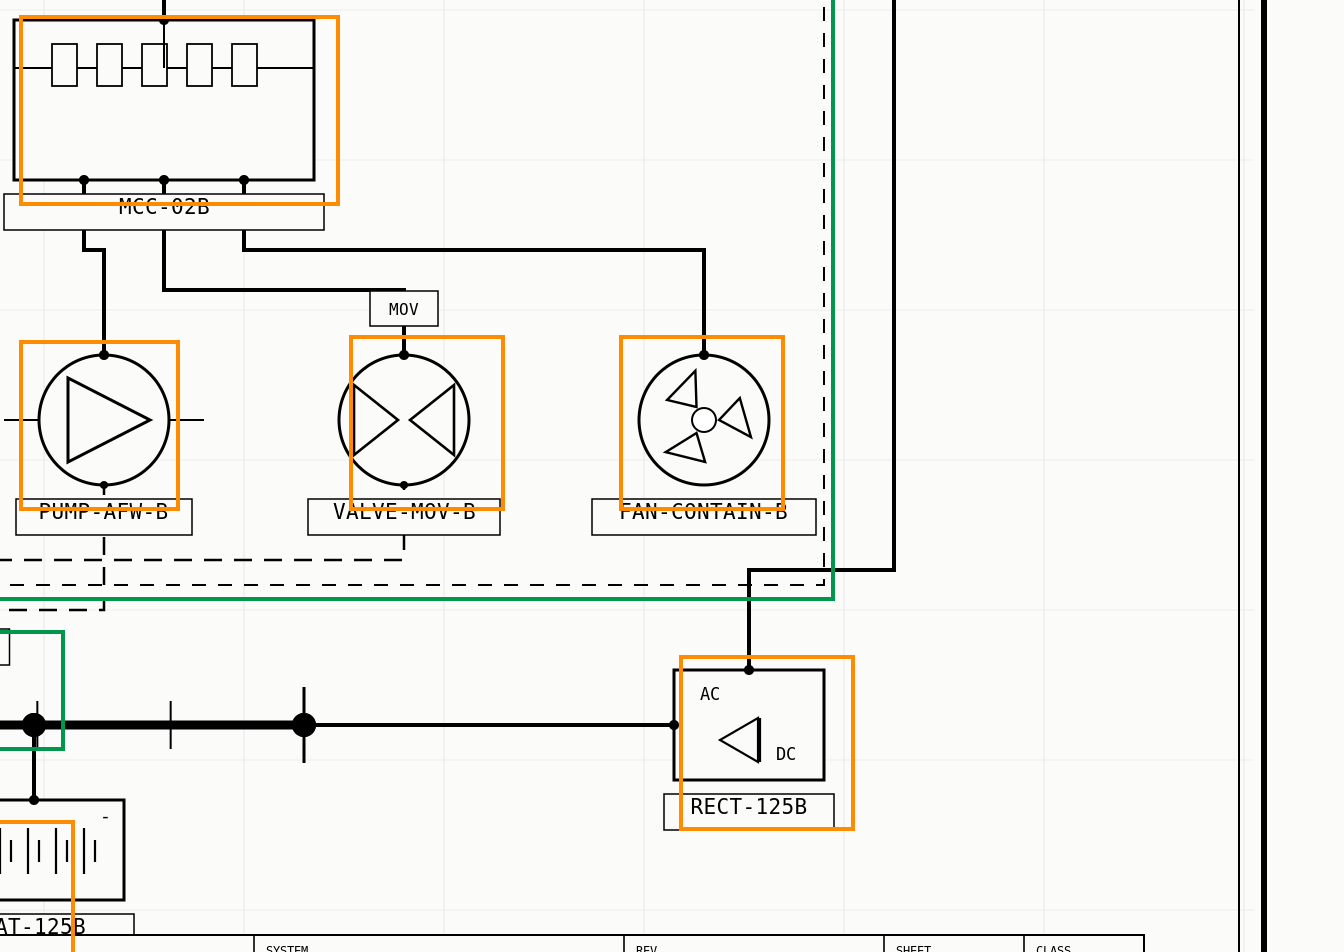 MCC-02B
MOV
PUMP-AFW-B
VALVE-MOV-B
FAN-CONTAIN-B
AC
DC
RECT-125B
-
AT-125B
SYSTEM
REV
SHEET
CLASS